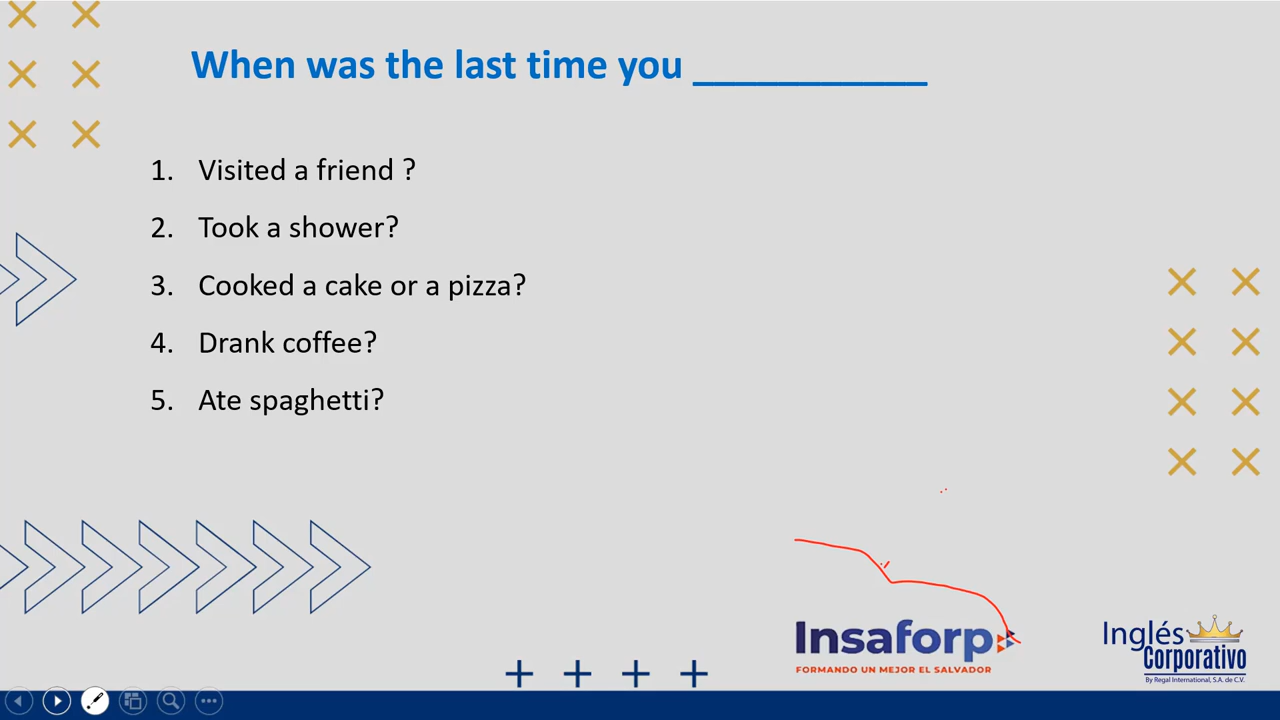 When was the last time you ___________
1. Visited a friend ?
2. Took a shower?
3. Cooked a cake or a pizza?
4. Drank coffee?
5. Ate spaghetti?
Insaforp
FORMANDO UN MEJOR EL SALVADOR
Inglés
Corporativo
By Regal International, S.A. de C.V.